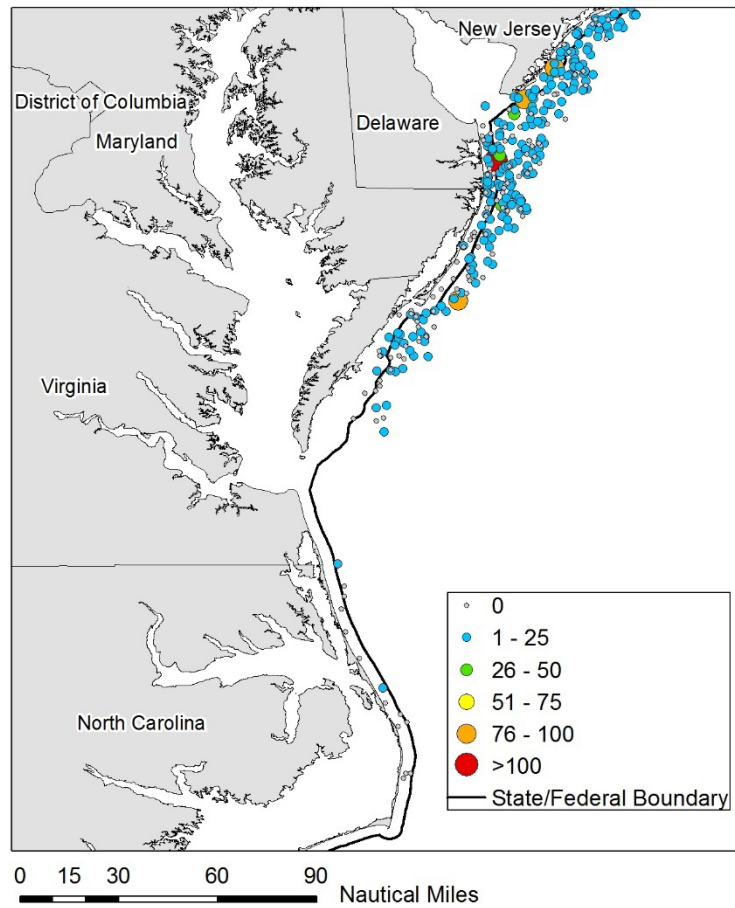 New Jersey
District of Columbia
Maryland
Delaware
Virginia
North Carolina
0
1 - 25
26 - 50
51 - 75
76 - 100
>100
State/Federal Boundary
0 15 30 60 90
Nautical Miles